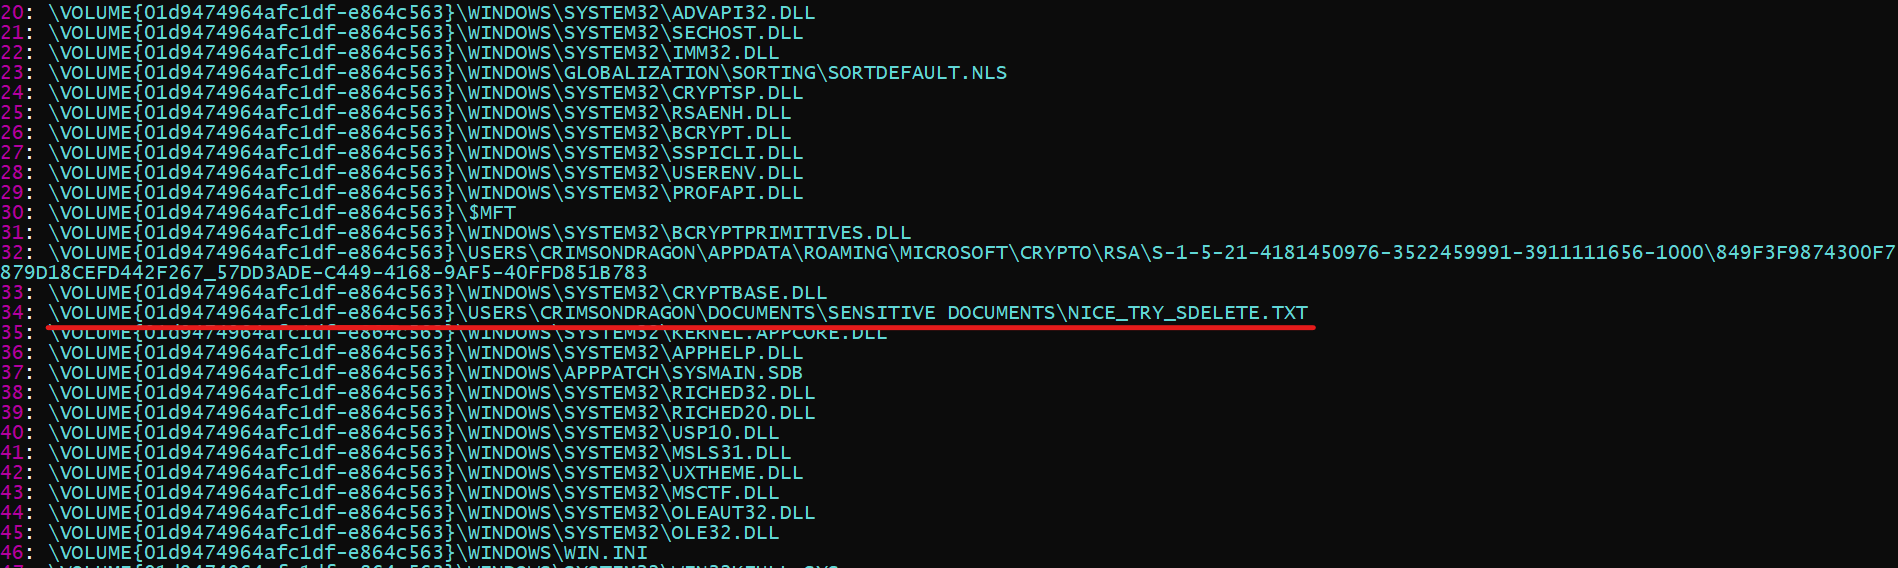 20: \VOLUME{01d9474964afc1df-e864c563}\WINDOWS\SYSTEM32\ADVAPI32.DLL
21: \VOLUME{01d9474964afc1df-e864c563}\WINDOWS\SYSTEM32\SECHOST.DLL
22: \VOLUME{01d9474964afc1df-e864c563}\WINDOWS\SYSTEM32\IMM32.DLL
23: \VOLUME{01d9474964afc1df-e864c563}\WINDOWS\GLOBALIZATION\SORTING\SORTDEFAULT.NLS
24: \VOLUME{01d9474964afc1df-e864c563}\WINDOWS\SYSTEM32\CRYPTSP.DLL
25: \VOLUME{01d9474964afc1df-e864c563}\WINDOWS\SYSTEM32\RSAENH.DLL
26: \VOLUME{01d9474964afc1df-e864c563}\WINDOWS\SYSTEM32\BCRYPT.DLL
27: \VOLUME{01d9474964afc1df-e864c563}\WINDOWS\SYSTEM32\SSPICLI.DLL
28: \VOLUME{01d9474964afc1df-e864c563}\WINDOWS\SYSTEM32\USERENV.DLL
29: \VOLUME{01d9474964afc1df-e864c563}\WINDOWS\SYSTEM32\PROFAPI.DLL
30: \VOLUME{01d9474964afc1df-e864c563}\$MFT
31: \VOLUME{01d9474964afc1df-e864c563}\WINDOWS\SYSTEM32\BCRYPTPRIMITIVES.DLL
32: \VOLUME{01d9474964afc1df-e864c563}\USERS\CRIMSONDRAGON\APPDATA\ROAMING\MICROSOFT\CRYPTO\RSA\S-1-5-21-4181450976-3522459991-3911111656-1000\849F3F9874300F7
879D18CEFD442F267_57DD3ADE-C449-4168-9AF5-40FFD851B783
33: \VOLUME{01d9474964afc1df-e864c563}\WINDOWS\SYSTEM32\CRYPTBASE.DLL
34: \VOLUME{01d9474964afc1df-e864c563}\USERS\CRIMSONDRAGON\DOCUMENTS\SENSITIVE DOCUMENTS\NICE_TRY_SDELETE.TXT
35: \VOLUME{01d9474964afc1df-e864c563}\WINDOWS\SYSTEM32\KERNEL.APPCORE.DLL
36: \VOLUME{01d9474964afc1df-e864c563}\WINDOWS\SYSTEM32\APPHELP.DLL
37: \VOLUME{01d9474964afc1df-e864c563}\WINDOWS\APPPATCH\SYSMAIN.SDB
38: \VOLUME{01d9474964afc1df-e864c563}\WINDOWS\SYSTEM32\RICHED32.DLL
39: \VOLUME{01d9474964afc1df-e864c563}\WINDOWS\SYSTEM32\RICHED20.DLL
40: \VOLUME{01d9474964afc1df-e864c563}\WINDOWS\SYSTEM32\USP10.DLL
41: \VOLUME{01d9474964afc1df-e864c563}\WINDOWS\SYSTEM32\MSLS31.DLL
42: \VOLUME{01d9474964afc1df-e864c563}\WINDOWS\SYSTEM32\UXTHEME.DLL
43: \VOLUME{01d9474964afc1df-e864c563}\WINDOWS\SYSTEM32\MSCTF.DLL
44: \VOLUME{01d9474964afc1df-e864c563}\WINDOWS\SYSTEM32\OLEAUT32.DLL
45: \VOLUME{01d9474964afc1df-e864c563}\WINDOWS\SYSTEM32\OLE32.DLL
46: \VOLUME{01d9474964afc1df-e864c563}\WINDOWS\WIN.INI